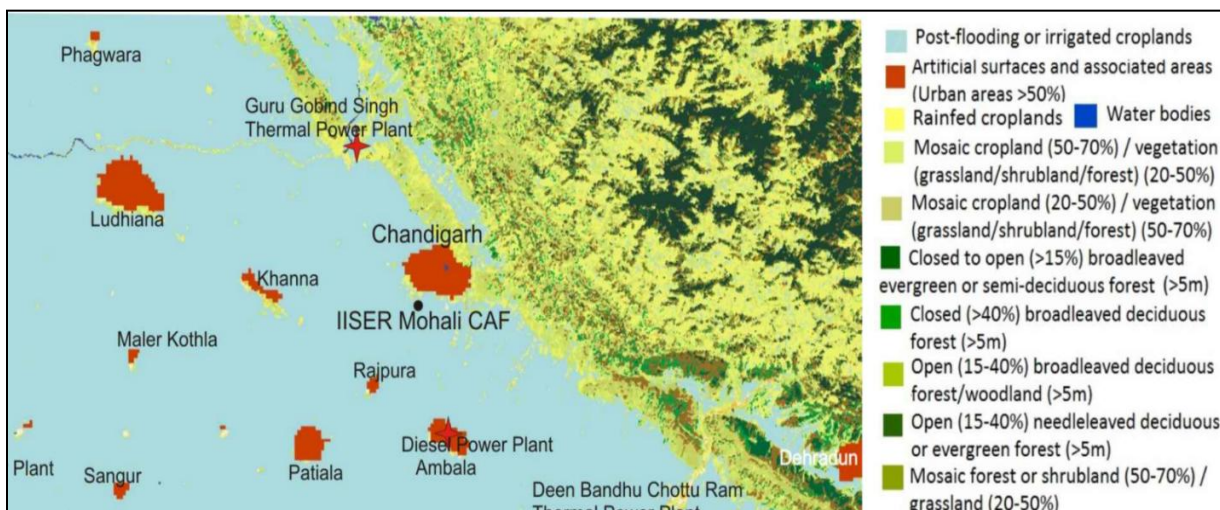 Phagwara
Guru Gobind Singh
Thermal Power Plant
Ludhiana
Chandigarh
Khanna
IISER Mohali CAF
Maler Kothla
Rajpura
Diesel Power Plant
Ambala
Patiala
Plant
Sangur
Dehradun
Deen Bandhu Chottu Ram
Thermal Power Plant
Post-flooding or irrigated croplands
Artificial surfaces and associated areas
(Urban areas >50%)
Rainfed croplands
Water bodies
Mosaic cropland (50-70%) / vegetation
(grassland/shrubland/forest) (20-50%)
Mosaic cropland (20-50%) / vegetation
(grassland/shrubland/forest) (50-70%)
Closed to open (>15%) broadleaved
evergreen or semi-deciduous forest (>5m)
Closed (>40%) broadleaved deciduous
forest (>5m)
Open (15-40%) broadleaved deciduous
forest/woodland (>5m)
Open (15-40%) needleleaved deciduous
or evergreen forest (>5m)
Mosaic forest or shrubland (50-70%) /
grassland (20-50%)